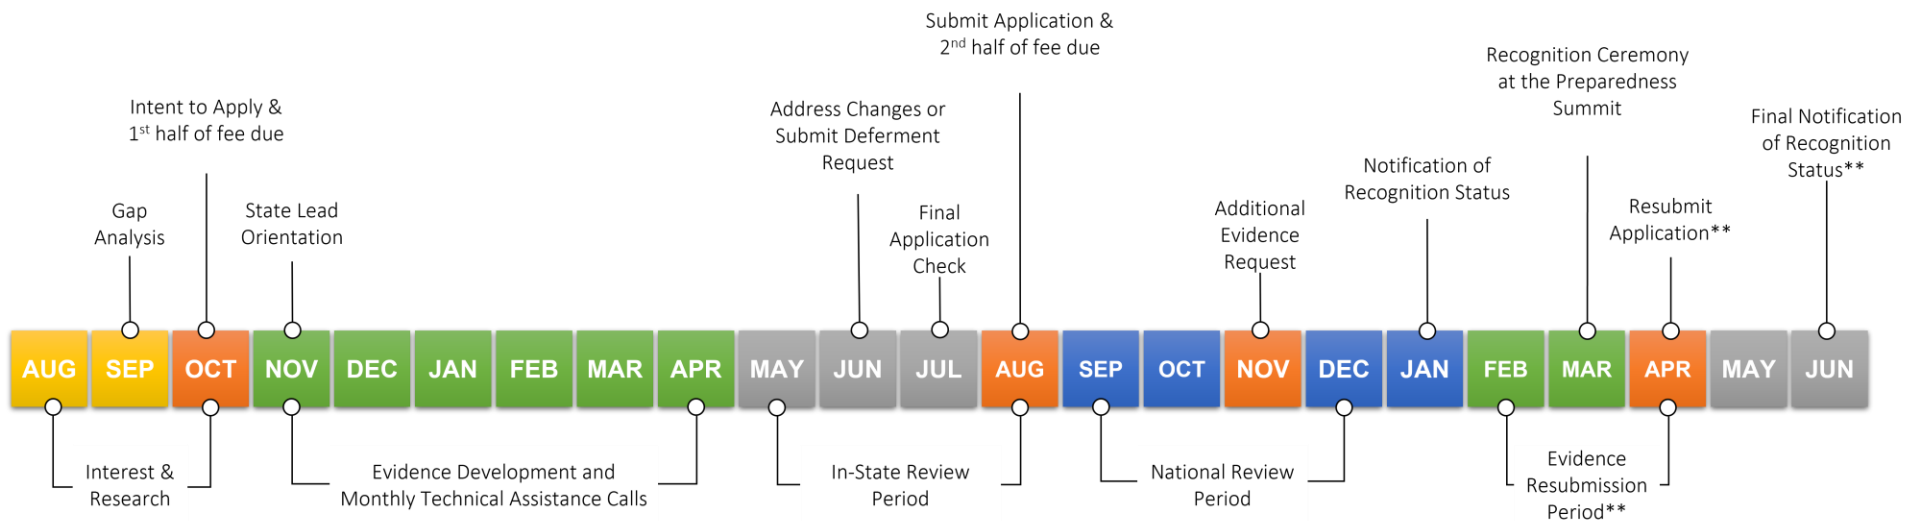 Submit Application &
2nd half of fee due
Recognition Ceremony
at the Preparedness
Summit
Intent to Apply &
1st half of fee due
Address Changes or
Submit Deferment
Request
Final Notification
of Recognition
Status**
Notification of
Recognition Status
Gap
Analysis
State Lead
Orientation
Final
Application
Check
Additional
Evidence
Request
Resubmit
Application**
AUG SEP OCT NOV DEC JAN FEB MAR APR MAY JUN JUL AUG SEP OCT NOV DEC JAN FEB MAR APR MAY JUN
Interest &
Research
Evidence Development and
Monthly Technical Assistance Calls
In-State Review
Period
National Review
Period
Evidence
Resubmission
Period**